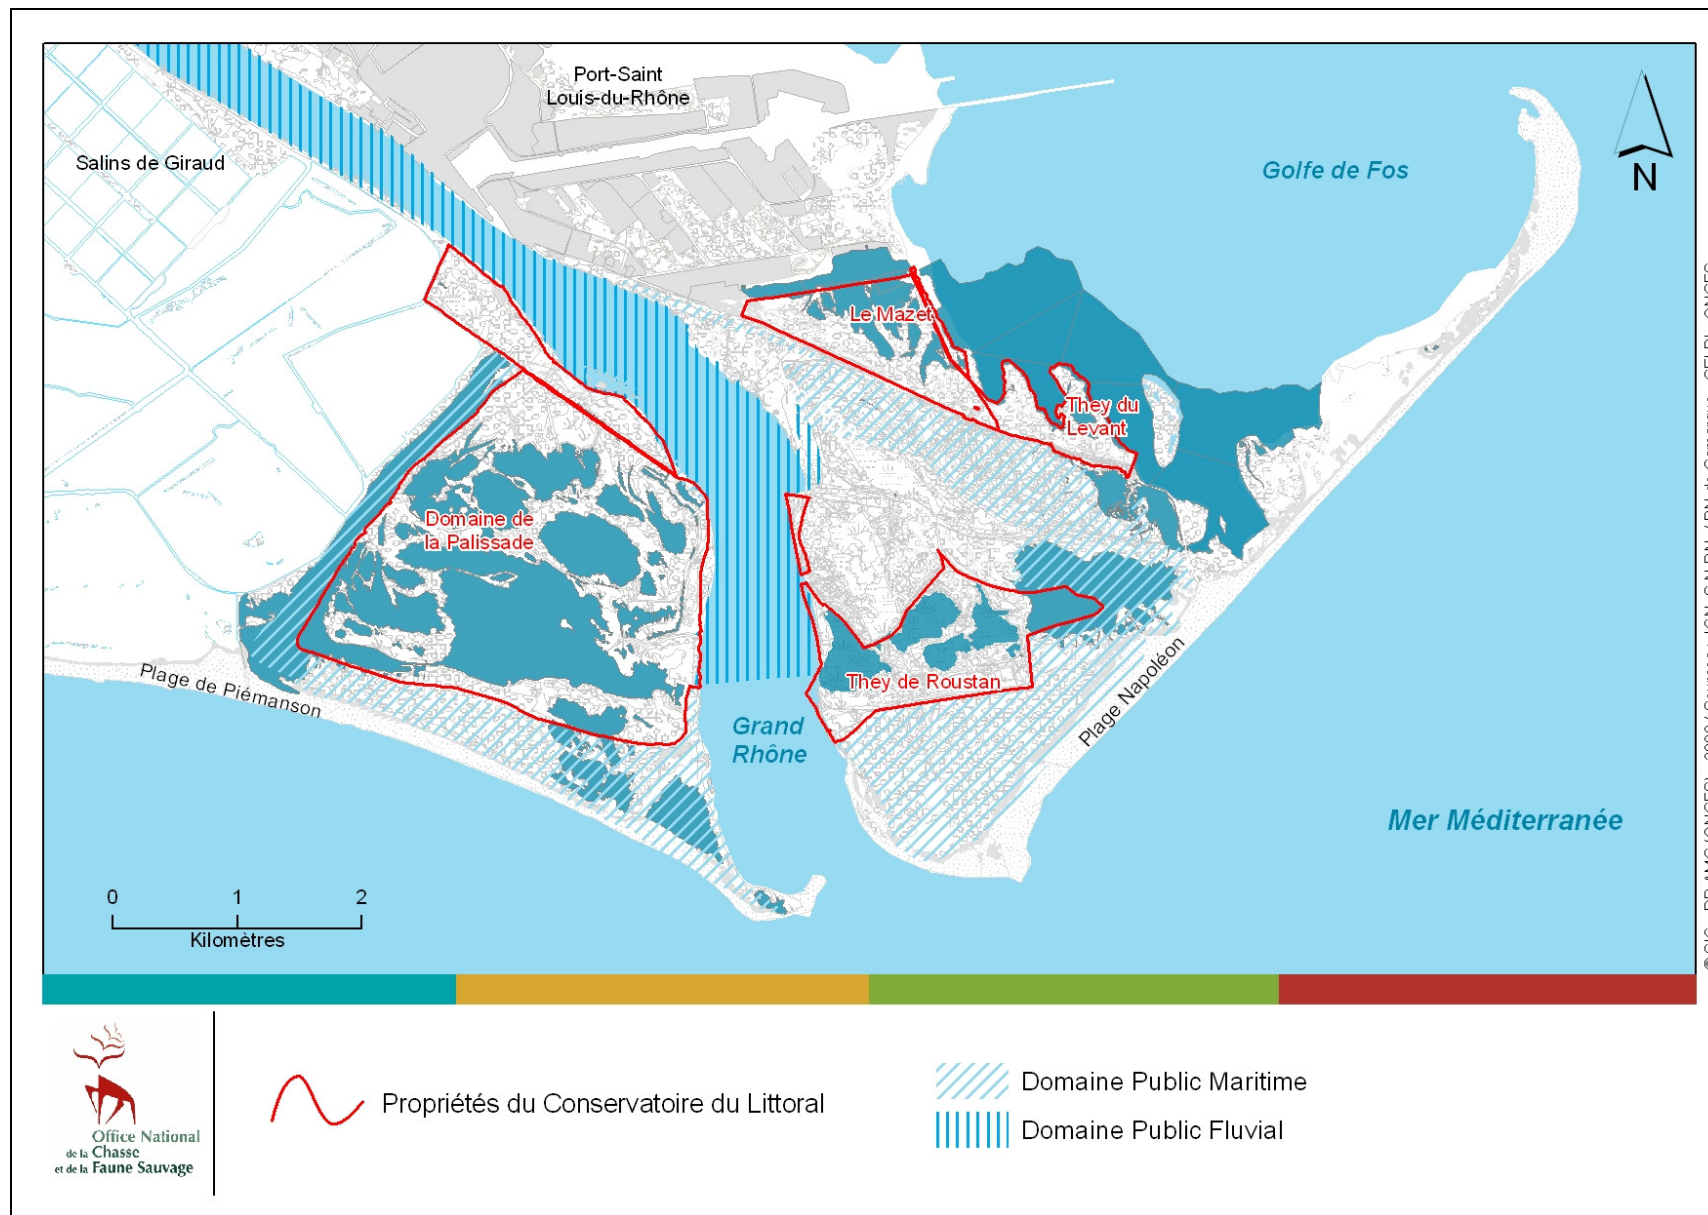 Port-Saint
Louis-du-Rhône
Salins de Giraud
Golfe de Fos
N
Le Mazet
They du
Levant
Domaine de
la Palissade
They de Roustan
Plage de Piémanson
Plage Napoléon
Grand
Rhône
Mer Méditerranée
0 1 2
Kilomètres
Office National
de la Chasse
et de la Faune Sauvage
Propriétés du Conservatoire du Littoral
Domaine Public Maritime
Domaine Public Fluvial